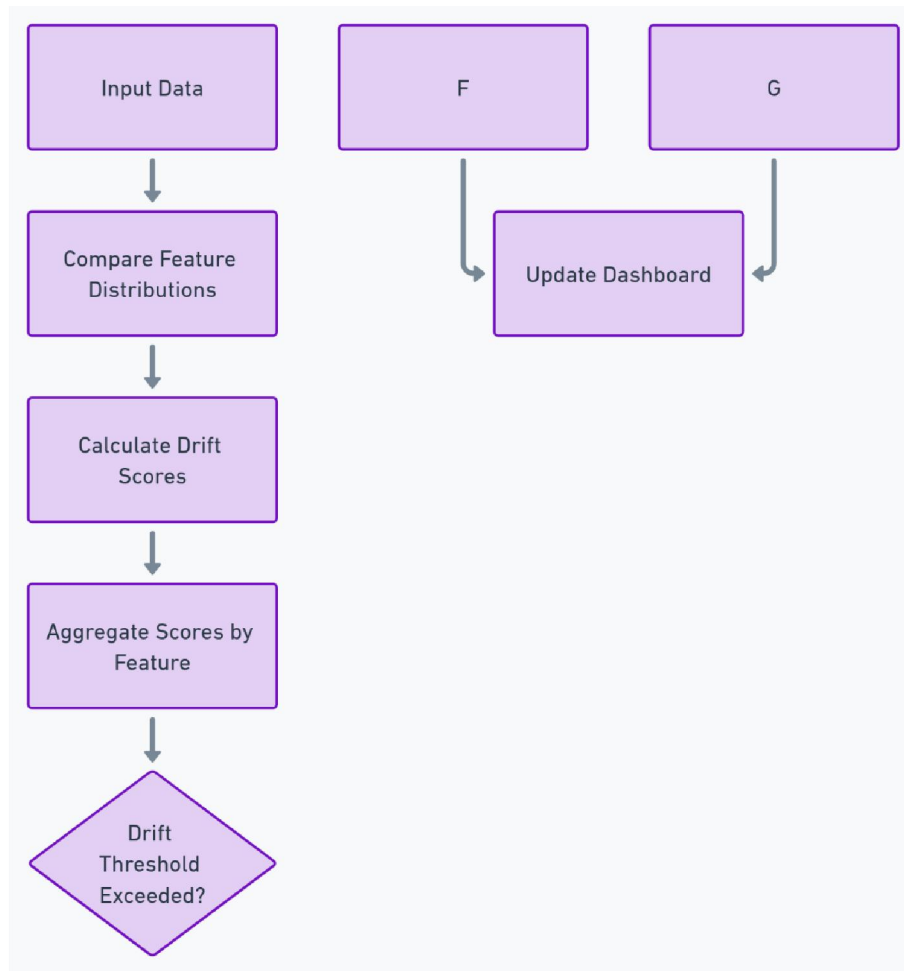 Input Data
F
G
Compare Feature
Distributions
Update Dashboard
Calculate Drift
Scores
Aggregate Scores by
Feature
Drift
Threshold
Exceeded?